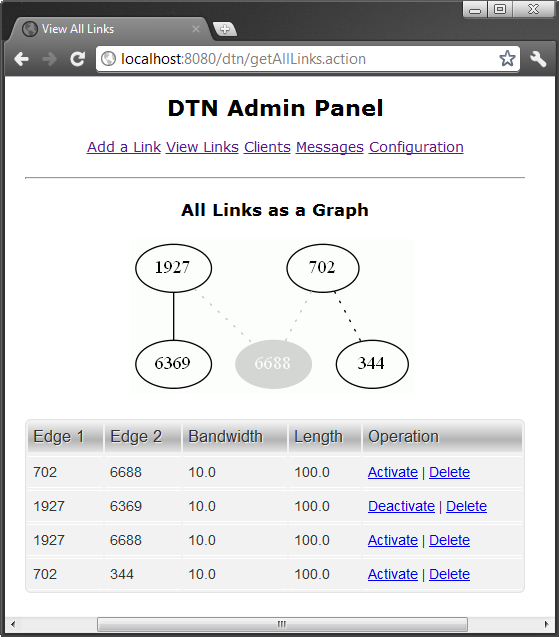 View All Links
localhost:8080/dtn/getAllLinks.action
DTN Admin Panel
Add a Link View Links Clients Messages Configuration
All Links as a Graph
1927 702
6369 6688 344
Edge 1 Edge 2 Bandwidth Length Operation
702 6688 10.0 100.0 Activate | Delete
1927 6369 10.0 100.0 Deactivate | Delete
1927 6688 10.0 100.0 Activate | Delete
702 344 10.0 100.0 Activate | Delete